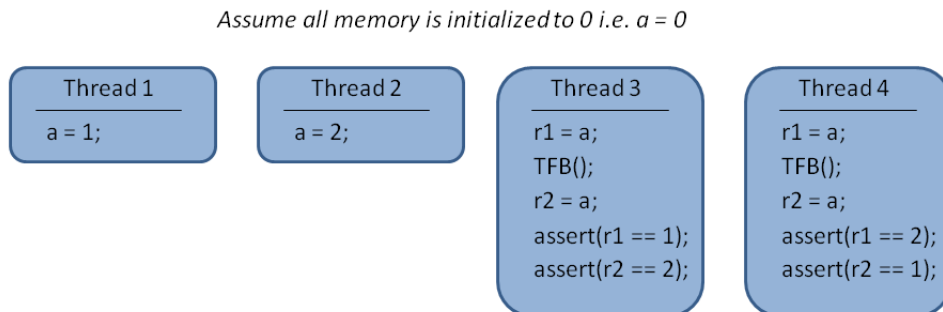 Assume all memory is initialized to 0 i.e. a = 0
Thread 1
a = 1;
Thread 2
a = 2;
Thread 3
r1 = a;
TFB();
r2 = a;
assert(r1 == 1);
assert(r2 == 2);
Thread 4
r1 = a;
TFB();
r2 = a;
assert(r1 == 2);
assert(r2 == 1);